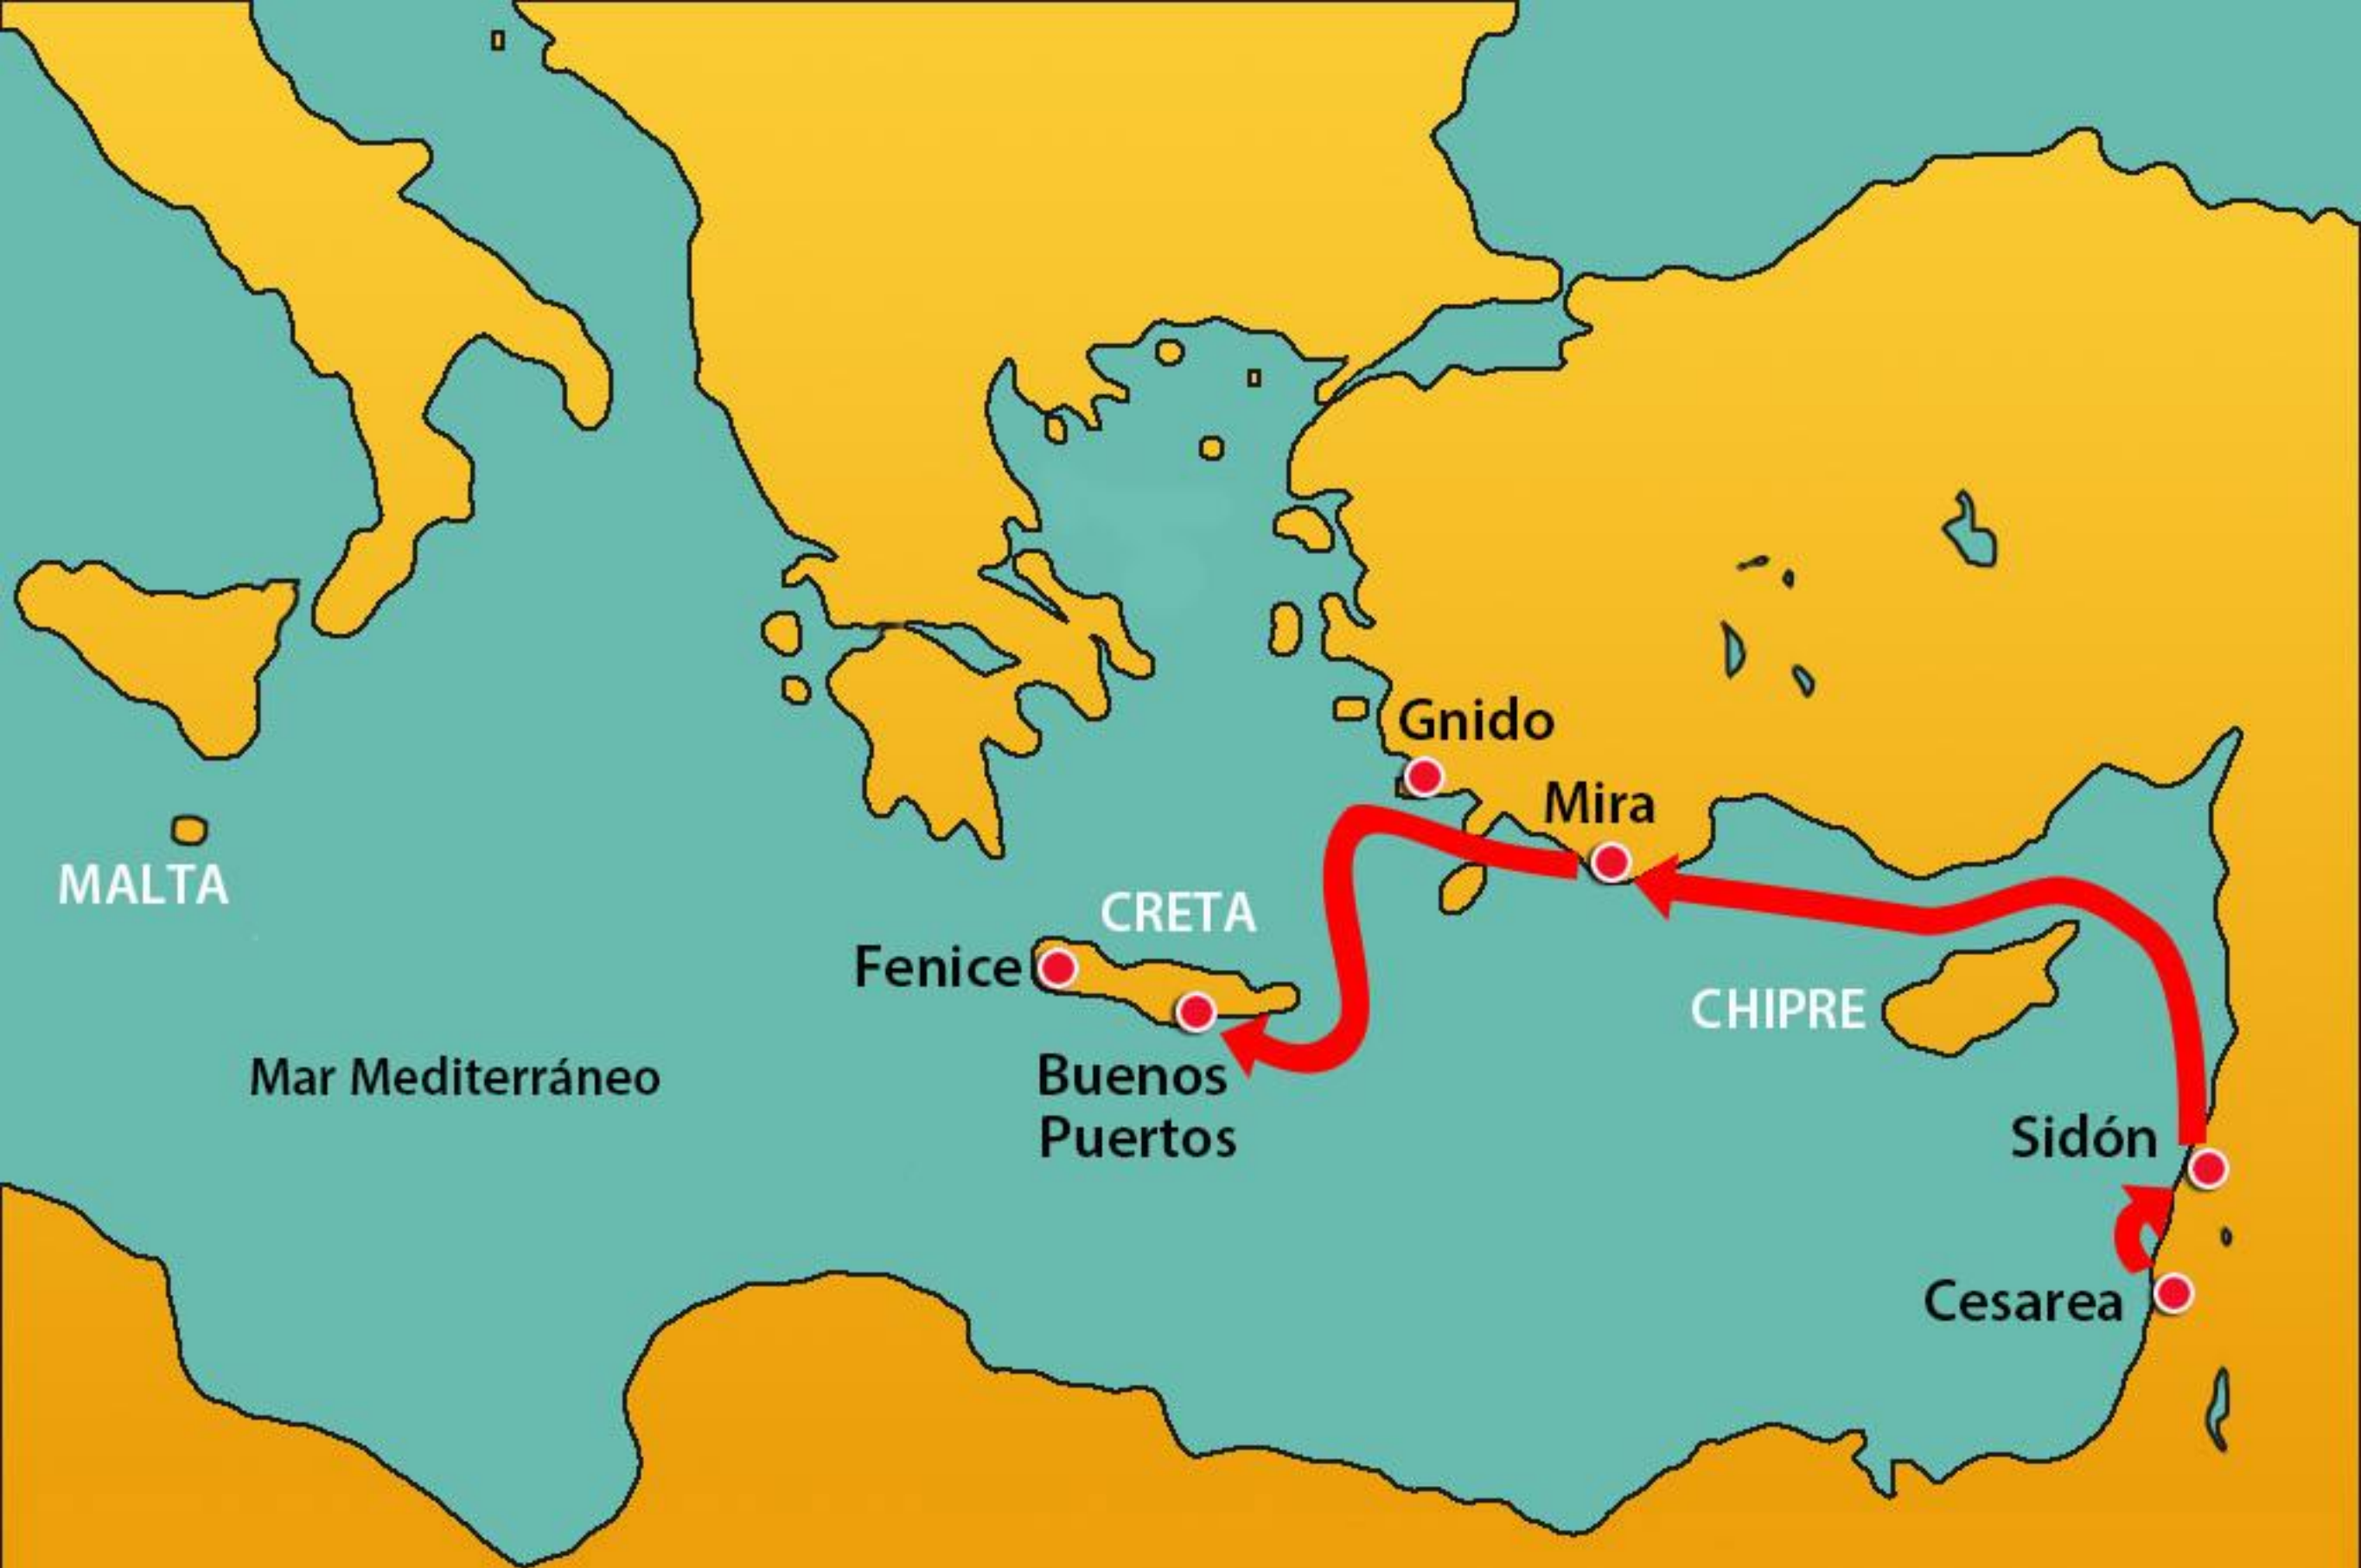 Gnido
Mira
MALTA
CRETA
Fenice
CHIPRE
Mar Mediterráneo
Buenos
Puertos
Sidón
Cesarea